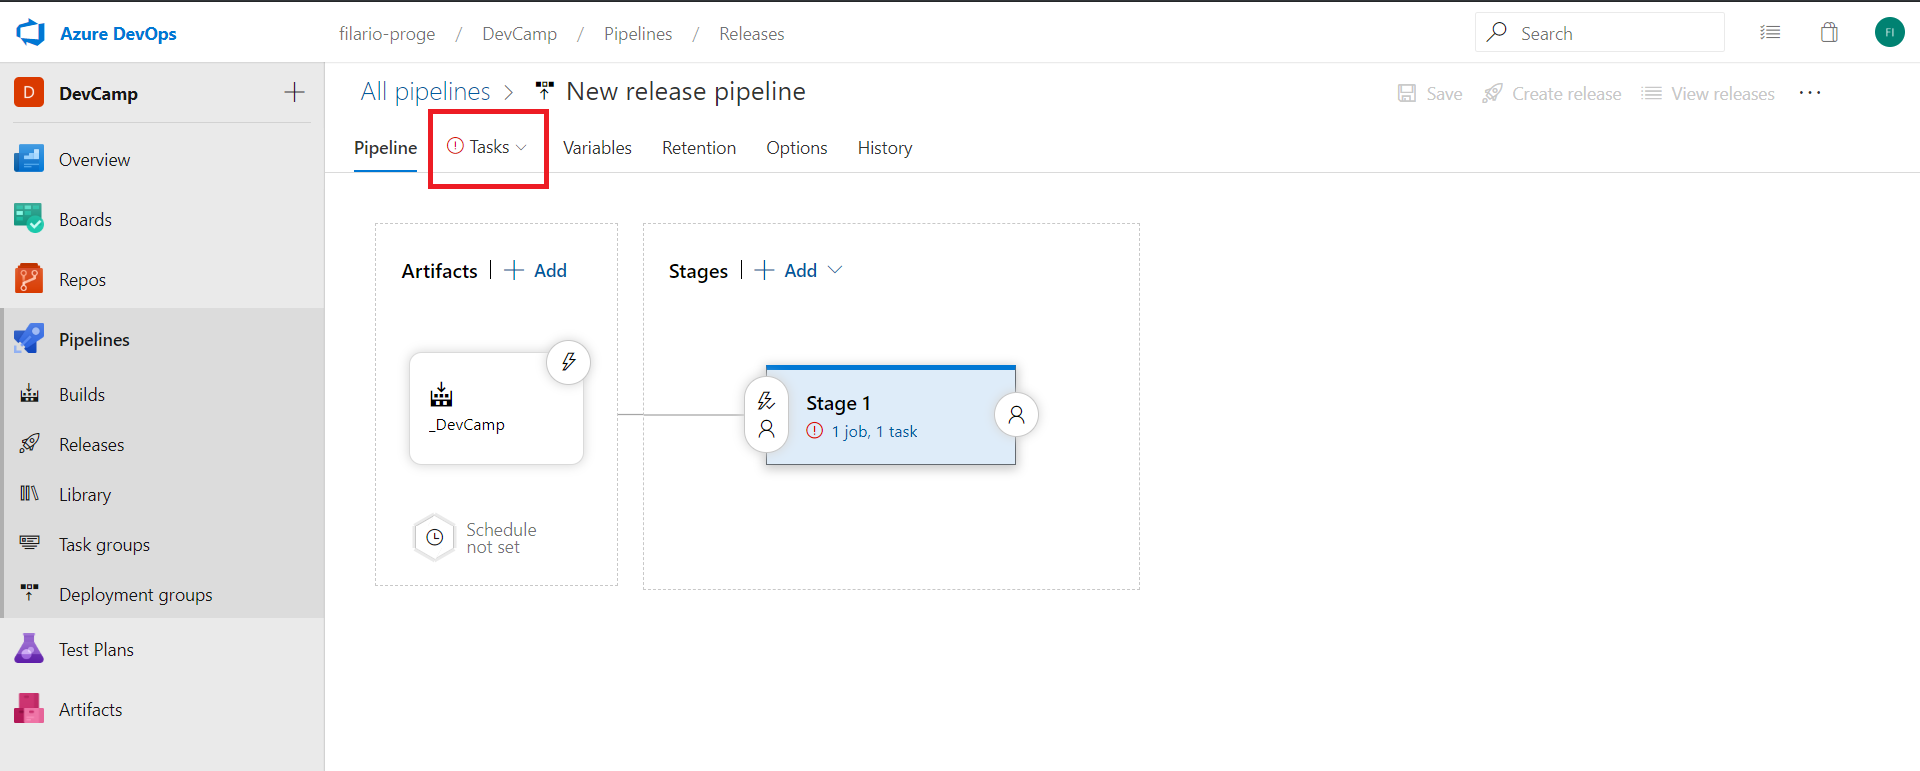 Azure DevOps
filario-proge / DevCamp / Pipelines / Releases
Search
FI
D
DevCamp
All pipelines > New release pipeline
Save Create release View releases ...
Pipeline Tasks Variables Retention Options History
Overview
Boards
Repos
Pipelines
Builds
Releases
Library
Task groups
Deployment groups
Test Plans
Artifacts
Artifacts | + Add
_DevCamp
Schedule
not set
Stages | + Add
Stage 1
1 job, 1 task